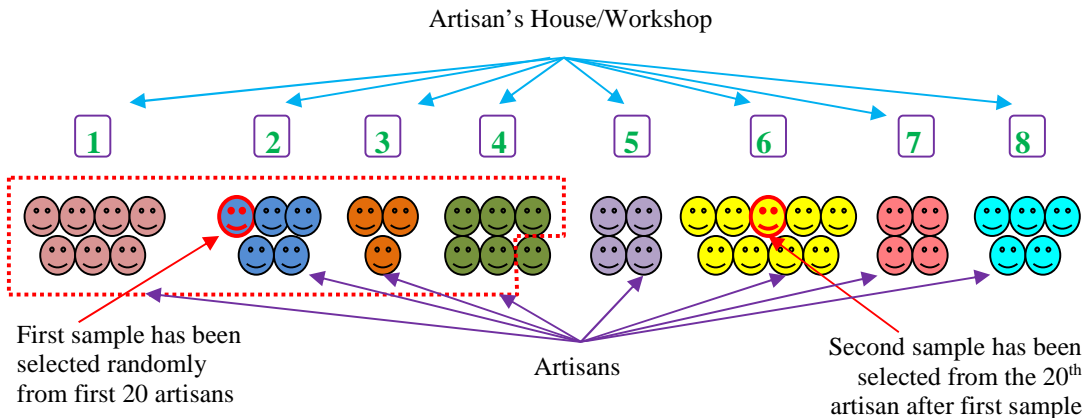 Artisan's House/Workshop
1 2 3 4 5 6 7 8
First sample has been
selected randomly
from first 20 artisans
Artisans
Second sample has been
selected from the 20th
artisan after first sample